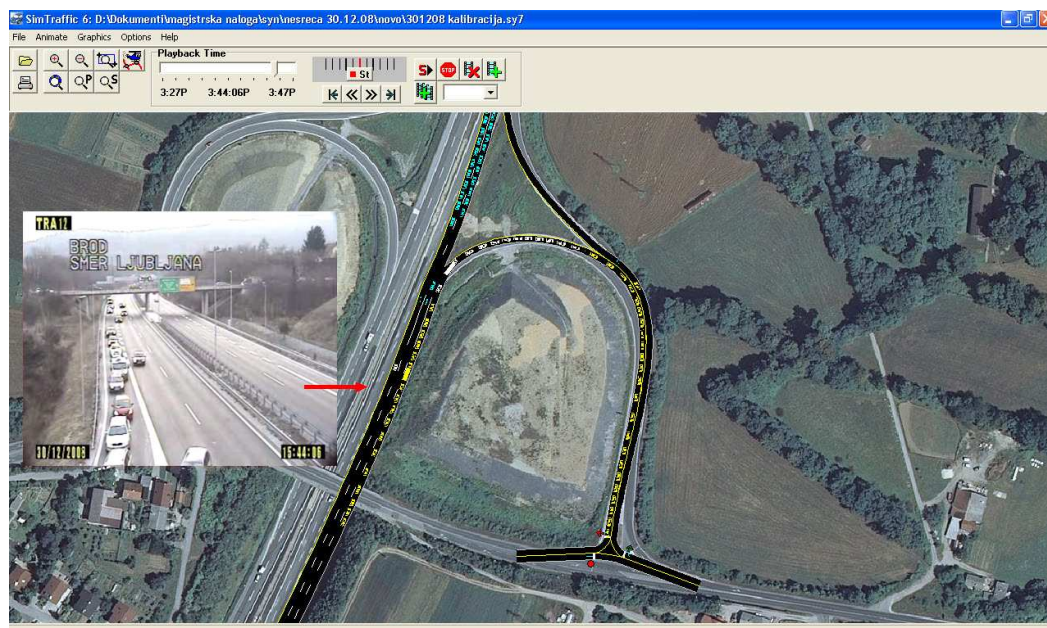 SimTraffic 6: D:\Dokumenti\magistrska naloga\syn\nesreca 30.12.08\novo\301208 kalibracija.sy7
File Animate Graphics Options Help
Playback Time
St
S
STOP
P
S
3:27P 3:44:06P 3:47P
TRA12
BROD
SMER LJUBLJANA
30/12/2008 15:44:06